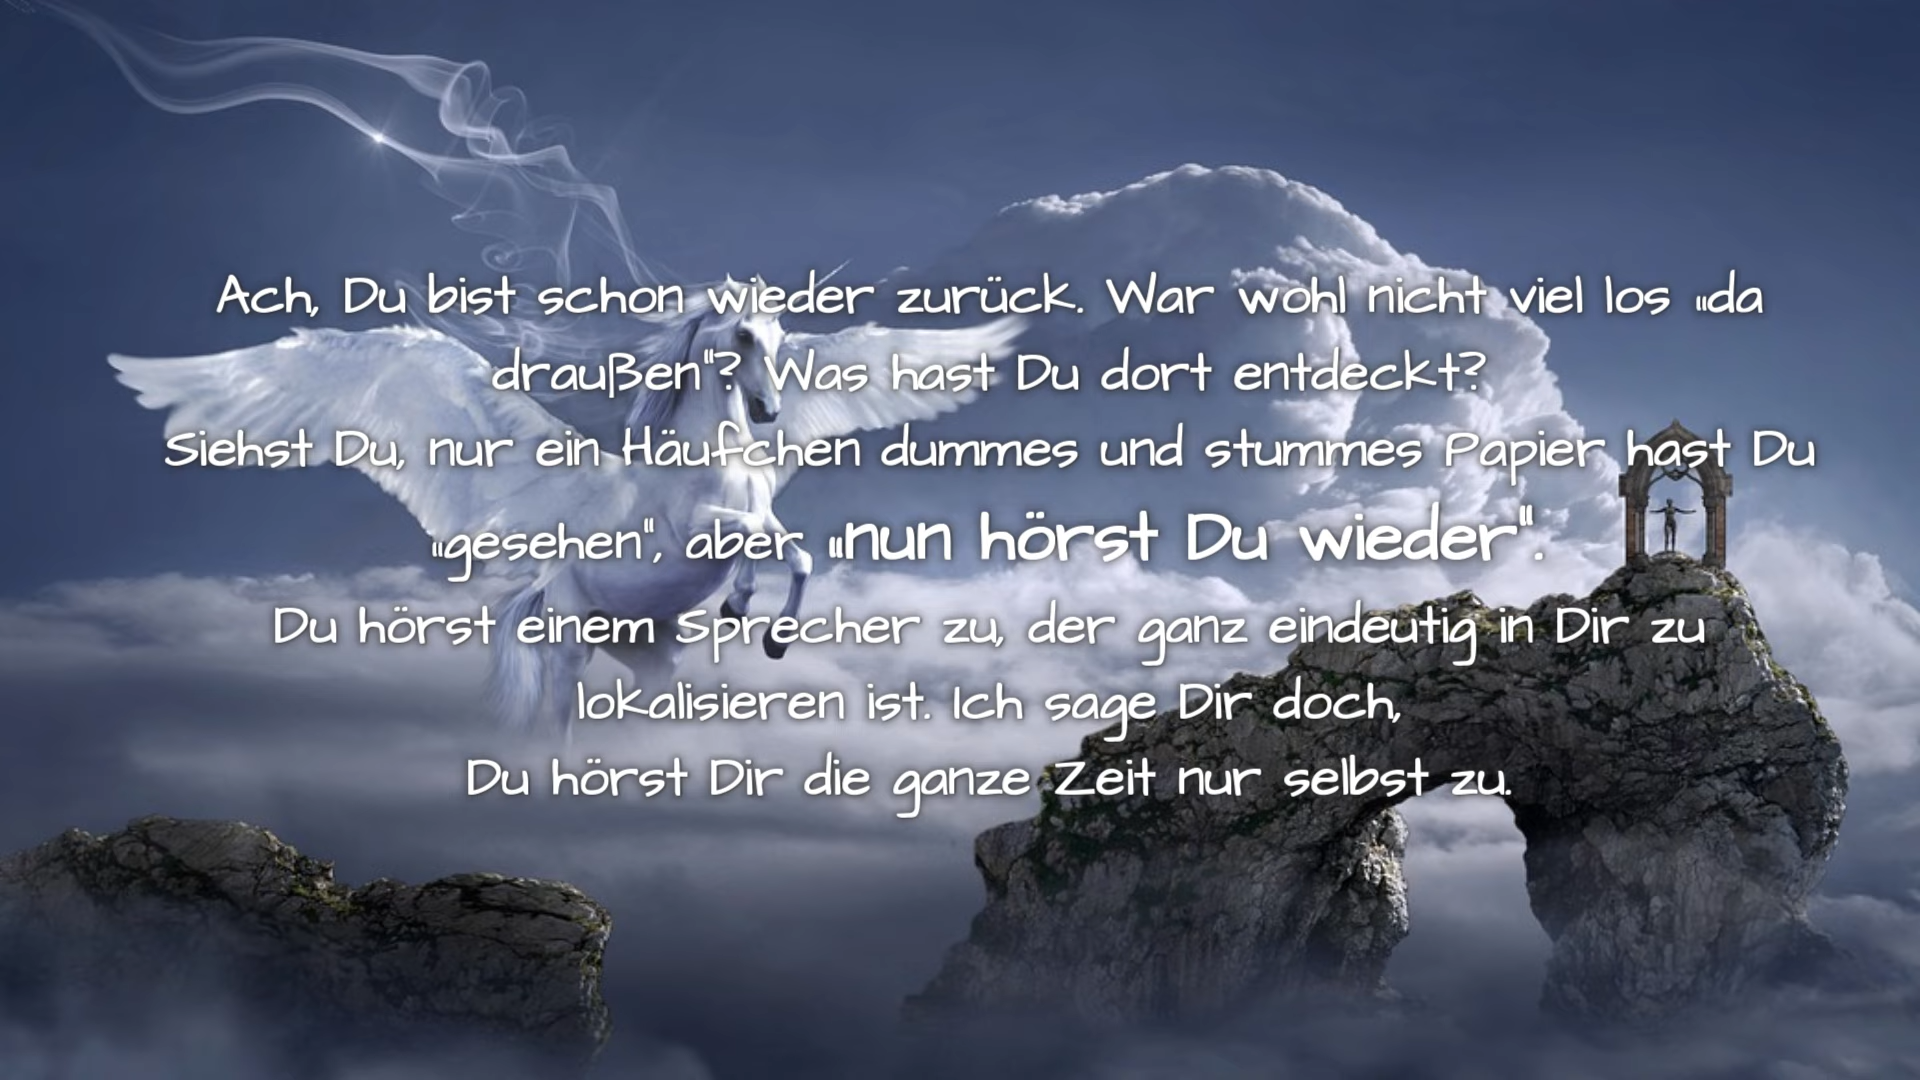 Ach, Du bist schon wieder zurück. War wohl nicht viel los „da
draußen“? Was hast Du dort entdeckt?
Siehst Du, nur ein Häufchen dummes und stummes Papier hast Du
„gesehen“, aber „nun hörst Du wieder“.
Du hörst einem Sprecher zu, der ganz eindeutig in Dir zu
lokalisieren ist. Ich sage Dir doch,
Du hörst Dir die ganze Zeit nur selbst zu.